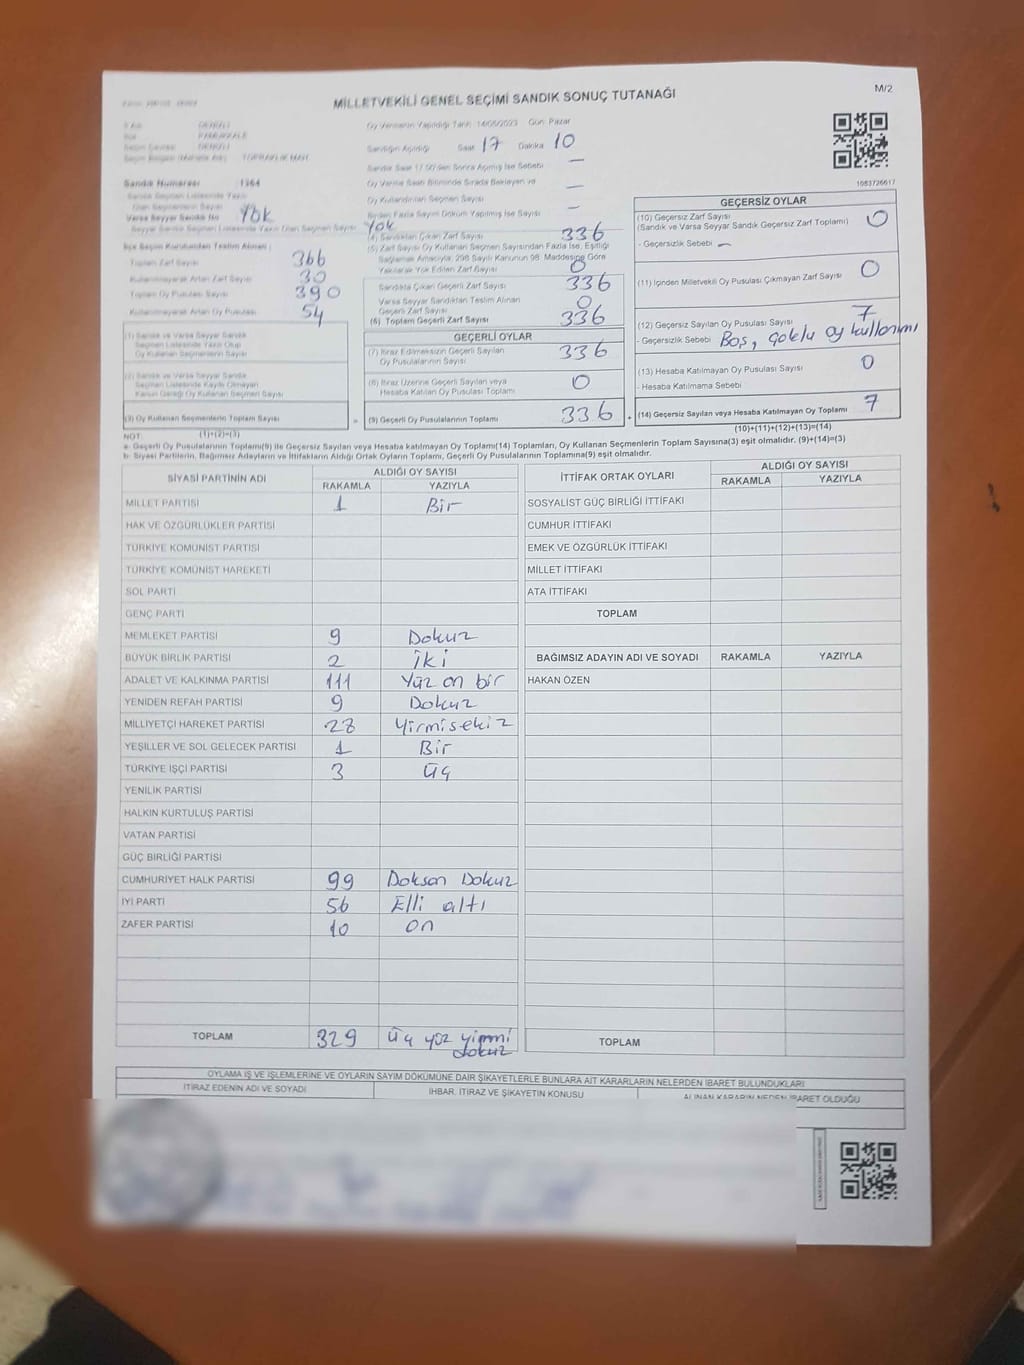 MİLLETVEKİLİ GENEL SEÇİMİ SANDIK SONUÇ TUTANAĞI
M/2
Oy Vermenin Yapıldığı Tarih: 14/05/2023 Gün: Pazar
Sandığın Açıldığı Saat 17 Dakika 10
Sandık Saat 17.00'den Sonra Açılmış İse Sebebi —
Oy Verme Saati Bitiminde Sırada Bekleyen ve
Oy Kullandırılan Seçmen Sayısı —
Birden Fazla Sayım Döküm Yapılmış İse Sayısı —
Yok
DENİZLİ
PAMUKKALE
DENİZLİ
Sandık Numarası 1364
Sandık Seçmen Listesinde Yazılı
Olan Seçmen Sayısı
Varsa Seyyar Sandık No Yok
Seyyar Sandık Seçmen Listesinde Yazılı Olan Seçmen Sayısı
İlçe Seçim Kurulundan Teslim Alınan;
Toplam Zarf Sayısı 366
Kullanılmayarak Artan Zarf Sayısı 30
Toplam Oy Pusulası Sayısı 390
Kullanılmayarak Artan Oy Pusulası 54
(1) Sandık ve Varsa Seyyar Sandık
Seçmen Listesinde Yazılı Olup
Oy Kullanan Seçmenlerin Sayısı
(2) Sandık ve Varsa Seyyar Sandık
Seçmen Listesinde Kayıtlı Olmayan
Kanun Gereği Oy Kullanan Seçmenlerin Sayısı
(3) Oy Kullanan Seçmenlerin Toplam Sayısı
(1)+(2)=(3)
(4) Sandıktan Çıkan Zarf Sayısı 336
(5) Zarf Sayısı Oy Kullanan Seçmen Sayısından Fazla İse, Eşitliği
Sağlamak Amacıyla; 298 Sayılı Kanunun 98. Maddesine Göre
Yakılarak Yok Edilen Zarf Sayısı 0
Sandıkta Çıkan Geçerli Zarf Sayısı 336
Varsa Seyyar Sandıktan Teslim Alınan
Geçerli Zarf Sayısı 0
(6) Toplam Geçerli Zarf Sayısı 336
GEÇERLİ OYLAR
(7) İtiraz Edilmeksizin Geçerli Sayılan
Oy Pusulalarının Sayısı 336
(8) İtiraz Üzerine Geçerli Sayılan veya
Hesaba Katılan Oy Pusulası Toplamı 0
= (9) Geçerli Oy Pusulalarının Toplamı 336
1083726617
GEÇERSİZ OYLAR
(10) Geçersiz Zarf Sayısı
(Sandık ve Varsa Seyyar Sandık Geçersiz Zarf Toplamı) 0
- Geçersizlik Sebebi —
(11) İçinden Milletvekili Oy Pusulası Çıkmayan Zarf Sayısı 0
(12) Geçersiz Sayılan Oy Pusulası Sayısı 7
- Geçersizlik Sebebi Boş, çoklu oy kullanımı
(13) Hesaba Katılmayan Oy Pusulası Sayısı 0
- Hesaba Katılmama Sebebi
+ (14) Geçersiz Sayılan veya Hesaba Katılmayan Oy Toplamı 7
(10)+(11)+(12)+(13)=(14)
NOT:
a- Geçerli Oy Pusulalarının Toplamı(9) ile Geçersiz Sayılan veya Hesaba katılmayan Oy Toplamı(14) Toplamları, Oy Kullanan Seçmenlerin Toplam Sayısına(3) eşit olmalıdır. (9)+(14)=(3)
b- Siyasi Partilerin, Bağımsız Adayların ve İttifakların Aldığı Oyların Toplamı, Geçerli Oy Pusulalarının Toplamına(9) eşit olmalıdır.
SİYASİ PARTİNİN ADI ALDIĞI OY SAYISI
RAKAMLA YAZIYLA
MİLLET PARTİSİ 1 Bir
HAK VE ÖZGÜRLÜKLER PARTİSİ
TÜRKİYE KOMÜNİST PARTİSİ
TÜRKİYE KOMÜNİST HAREKETİ
SOL PARTİ
GENÇ PARTİ
MEMLEKET PARTİSİ 9 Dokuz
BÜYÜK BİRLİK PARTİSİ 2 iki
ADALET VE KALKINMA PARTİSİ 111 Yüz on bir
YENİDEN REFAH PARTİSİ 9 Dokuz
MİLLİYETÇİ HAREKET PARTİSİ 28 Yirmisekiz
YEŞİLLER VE SOL GELECEK PARTİSİ 1 Bir
TÜRKİYE İŞÇİ PARTİSİ 3 üç
YENİLİK PARTİSİ
HALKIN KURTULUŞ PARTİSİ
VATAN PARTİSİ
GÜÇ BİRLİĞİ PARTİSİ
CUMHURİYET HALK PARTİSİ 99 Doksan Dokuz
İYİ PARTİ 56 Elli altı
ZAFER PARTİSİ 10 on
TOPLAM 329 üç yüz yirmi
dokuz
İTTİFAK ORTAK OYLARI ALDIĞI OY SAYISI
RAKAMLA YAZIYLA
SOSYALİST GÜÇ BİRLİĞİ İTTİFAKI
CUMHUR İTTİFAKI
EMEK VE ÖZGÜRLÜK İTTİFAKI
MİLLET İTTİFAKI
ATA İTTİFAKI
TOPLAM
BAĞIMSIZ ADAYIN ADI VE SOYADI RAKAMLA YAZIYLA
HAKAN ÖZEN
TOPLAM
OYLAMA İŞ VE İŞLEMLERİNE VE OYLARIN SAYIM DÖKÜMÜNE DAİR ŞİKAYETLERLE BUNLARA AİT KARARLARIN NELERDEN İBARET BULUNDUKLARI
İTİRAZ EDENİN ADI VE SOYADI İHBAR, İTİRAZ VE ŞİKAYETİN KONUSU ALINAN KARARIN NEDEN İBARET OLDUĞU